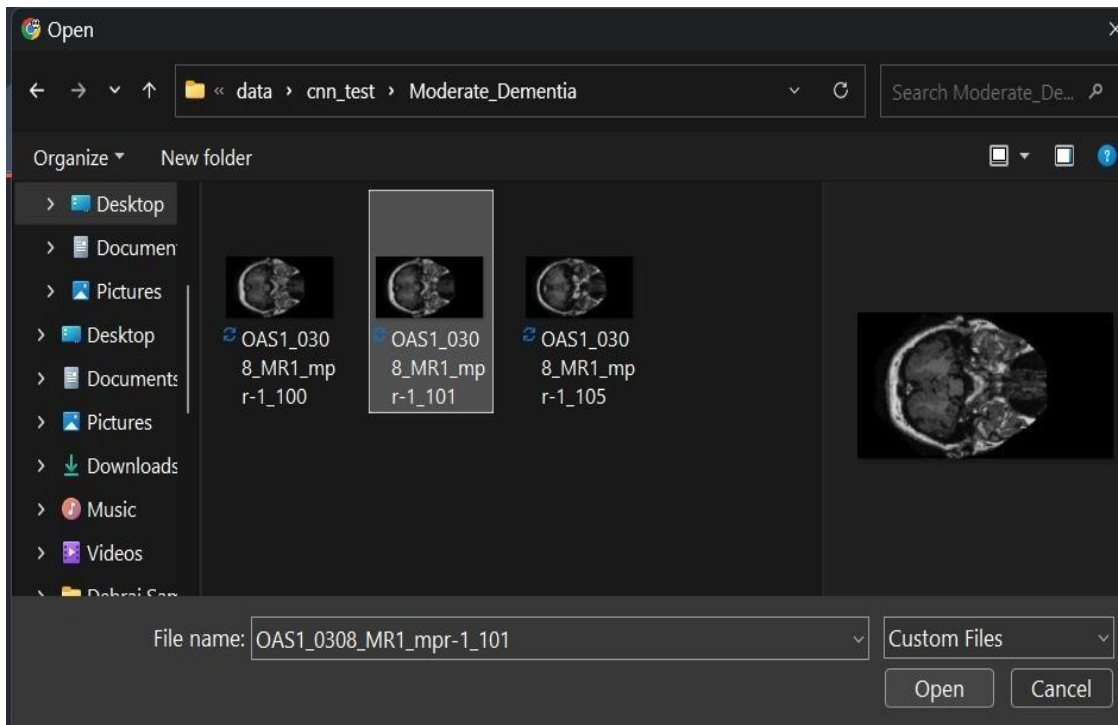 Open
« data › cnn_test › Moderate_Dementia
Search Moderate_De...
Organize
New folder
Desktop
Documen
Pictures
Desktop
Documents
Pictures
Downloads
Music
Videos
OAS1_030
8_MR1_mp
r-1_100
OAS1_030
8_MR1_mp
r-1_101
OAS1_030
8_MR1_mp
r-1_105
File name: OAS1_0308_MR1_mpr-1_101
Custom Files
Open
Cancel